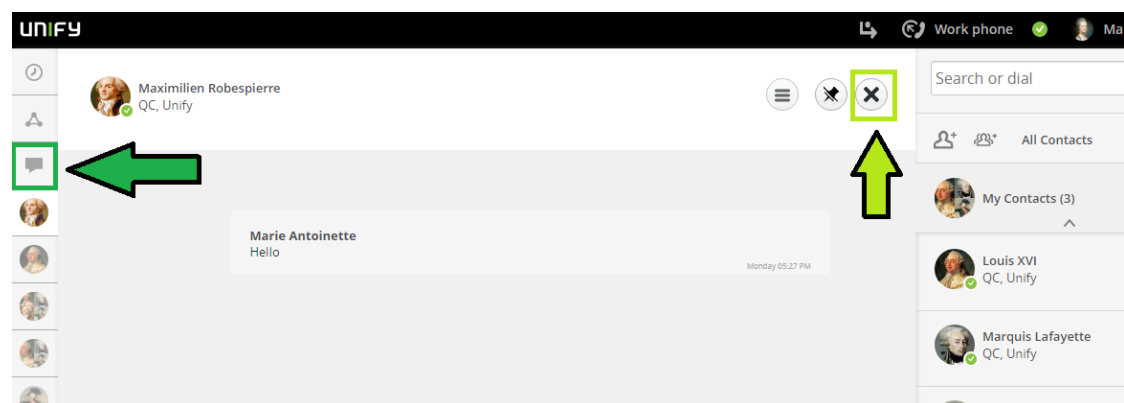 UNIFY
Work phone
Ma
Maximilien Robespierre
QC, Unify
Search or dial
All Contacts
My Contacts (3)
Marie Antoinette
Hello
Monday 05:27 PM
Louis XVI
QC, Unify
Marquis Lafayette
QC, Unify